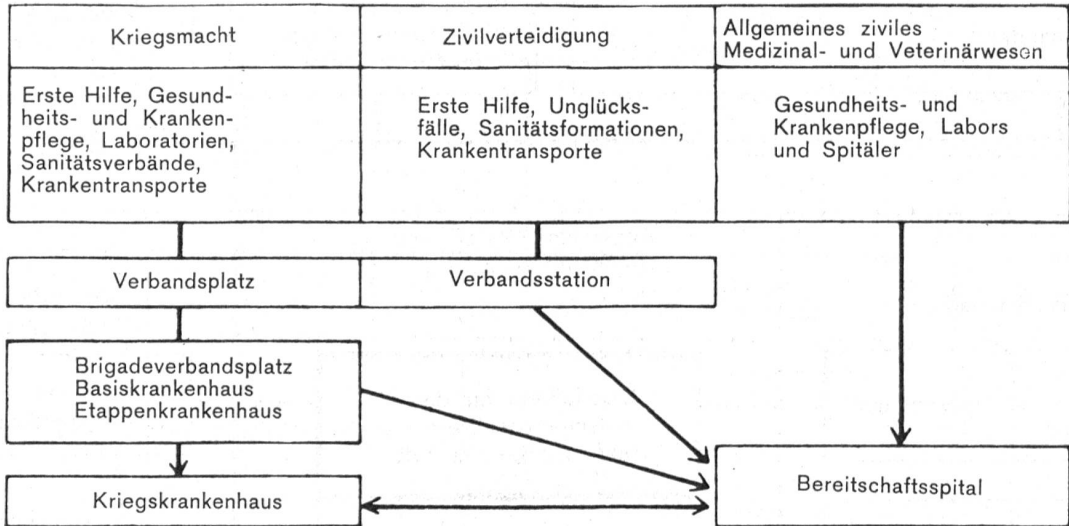 Kriegsmacht
Zivilverteidigung
Allgemeines ziviles
Medizinal- und Veterinärwesen
Erste Hilfe, Gesund-
heits- und Kranken-
pflege, Laboratorien,
Sanitätsverbände,
Krankentransporte
Erste Hilfe, Unglücks-
fälle, Sanitätsformationen,
Krankentransporte
Gesundheits- und
Krankenpflege, Labors
und Spitäler
Verbandsplatz
Verbandsstation
Brigadeverbandsplatz
Basiskrankenhaus
Etappenkrankenhaus
Kriegskrankenhaus
Bereitschaftsspital